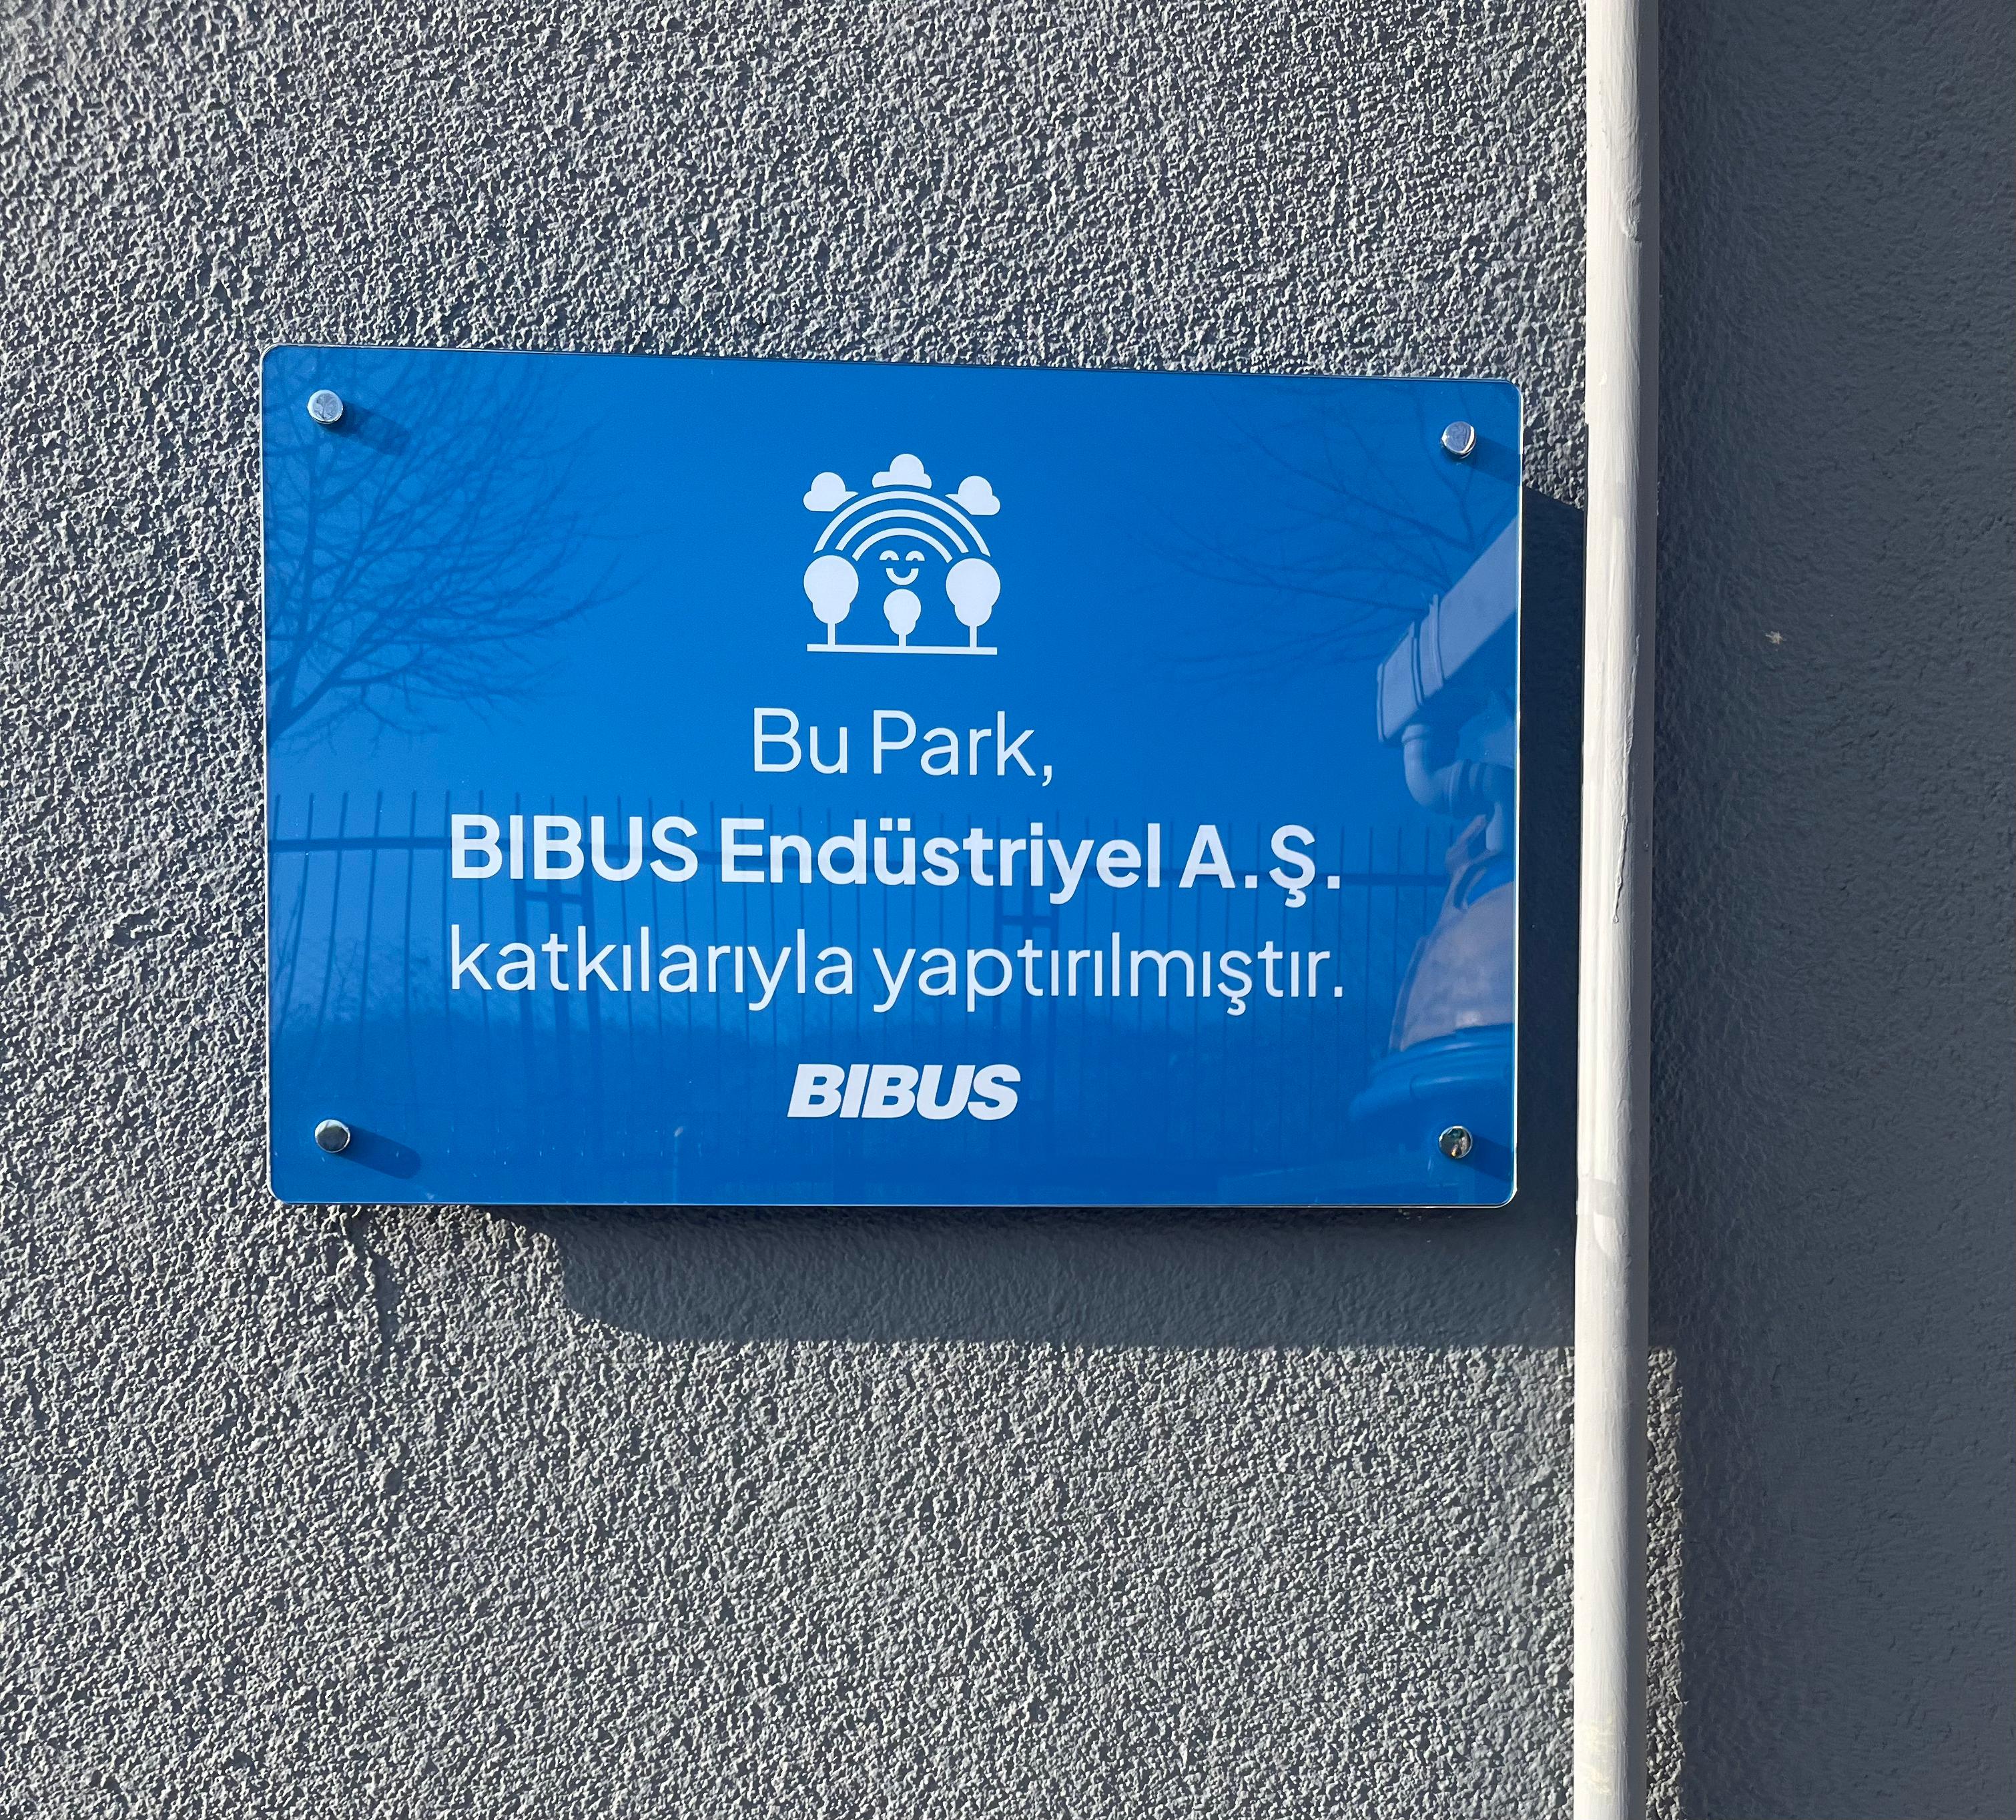 Bu Park,
BIBUS Endüstriyel A.Ş.
katkılarıyla yaptırılmıştır.
BIBUS